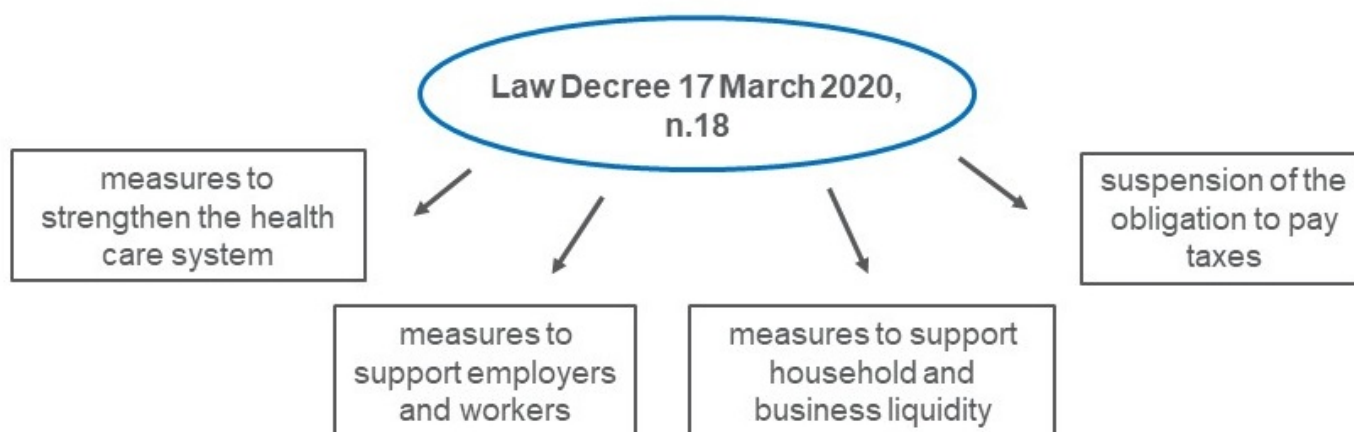 Law Decree 17 March 2020,
n.18
measures to
strengthen the health
care system
measures to
support employers
and workers
measures to support
household and
business liquidity
suspension of the
obligation to pay
taxes